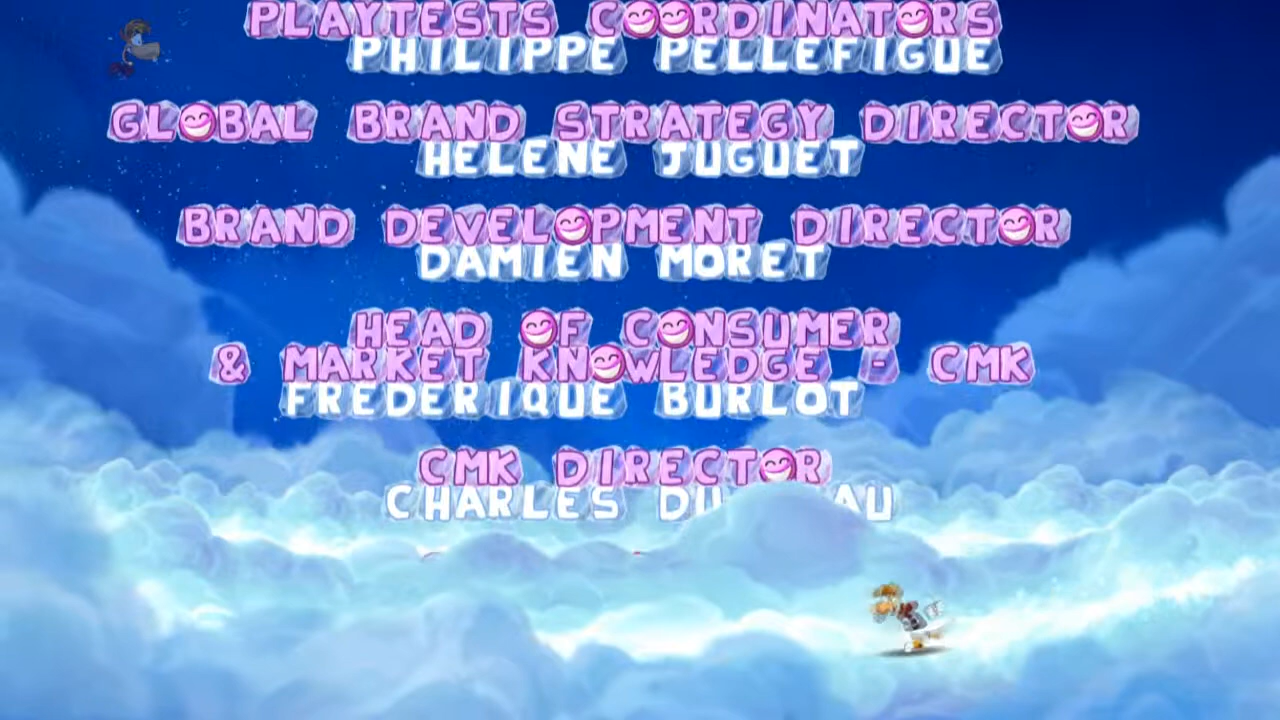 PLAYTESTS COORDINATORS
PHILIPPE PELLEFIGUE
GLOBAL BRAND STRATEGY DIRECTOR
HELENE JUGUET
BRAND DEVELOPMENT DIRECTOR
DAMIEN MORET
HEAD OF CONSUMER
& MARKET KNOWLEDGE - CMK
FREDERIQUE BURLOT
CMK DIRECTOR
CHARLES